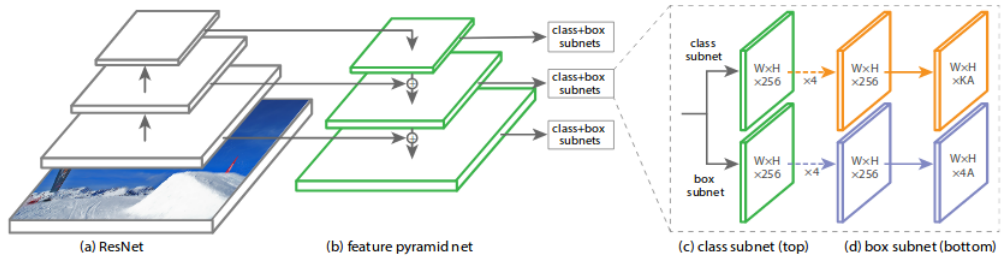 class+box
subnets
class+box
subnets
class+box
subnets
class
subnet
box
subnet
W×H
×256
×4
W×H
×256
W×H
×KA
W×H
×256
×4
W×H
×256
W×H
×4A
(a) ResNet
(b) feature pyramid net
(c) class subnet (top)
(d) box subnet (bottom)